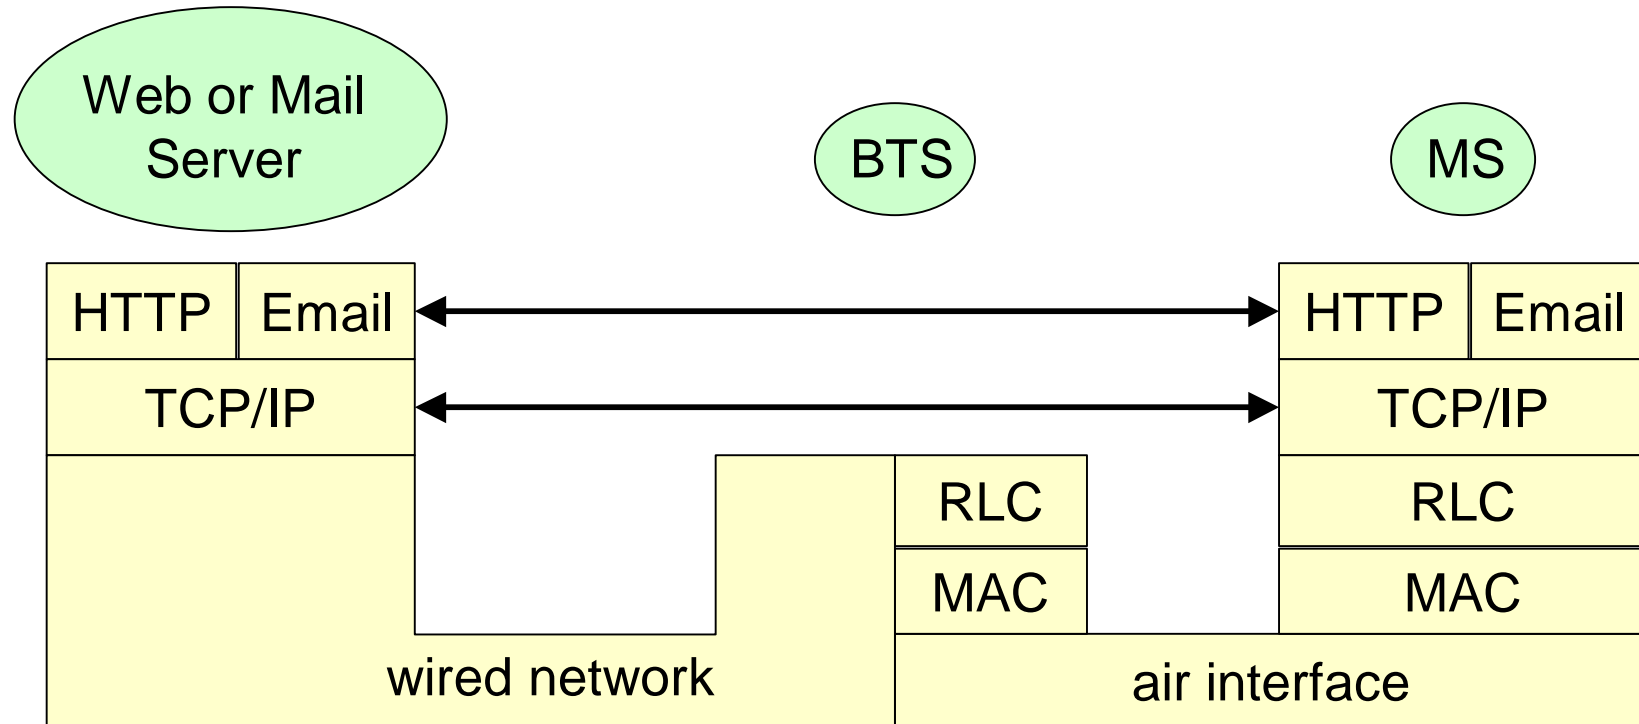 Web or Mail
Server
BTS
MS
HTTP Email
HTTP Email
TCP/IP
TCP/IP
RLC
RLC
MAC
MAC
wired network
air interface